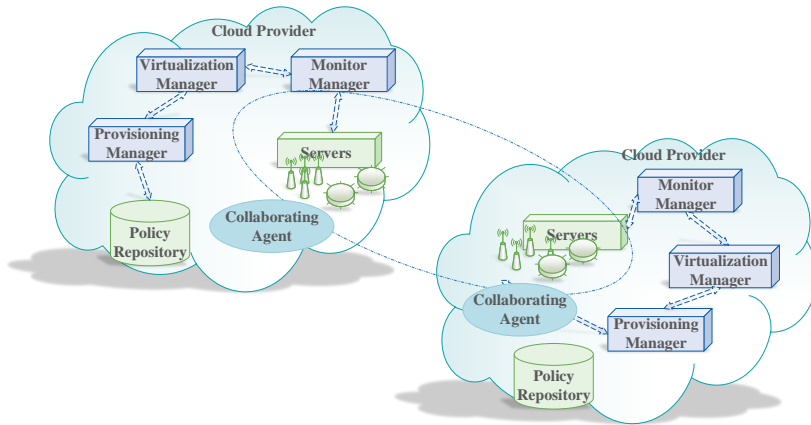 Cloud Provider
Virtualization
Manager
Monitor
Manager
Provisioning
Manager
Servers
Collaborating
Agent
Policy
Repository
Cloud Provider
Monitor
Manager
Servers
Virtualization
Manager
Collaborating
Agent
Provisioning
Manager
Policy
Repository